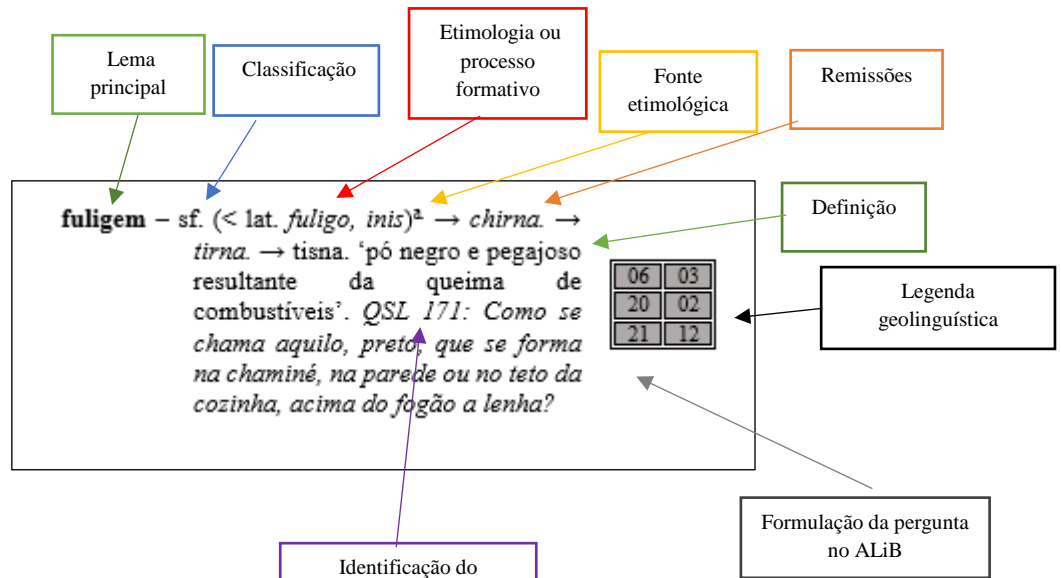 Lema
principal
Classificação
Etimologia ou
processo
formativo
Fonte
etimológica
Remissões
fuligem – sf. (< lat. fuligo, inis)ª. → chirna. →
tirna. → tisna. ‘pó negro e pegajoso
resultante da queima de
combustíveis’. QSL 171: Como se
chama aquilo, preto, que se forma
na chaminé, na parede ou no teto da
cozinha, acima do fogão a lenha?
06 03
20 02
21 12
Definição
Legenda
geolinguística
Formulação da pergunta
no ALiB
Identificação do